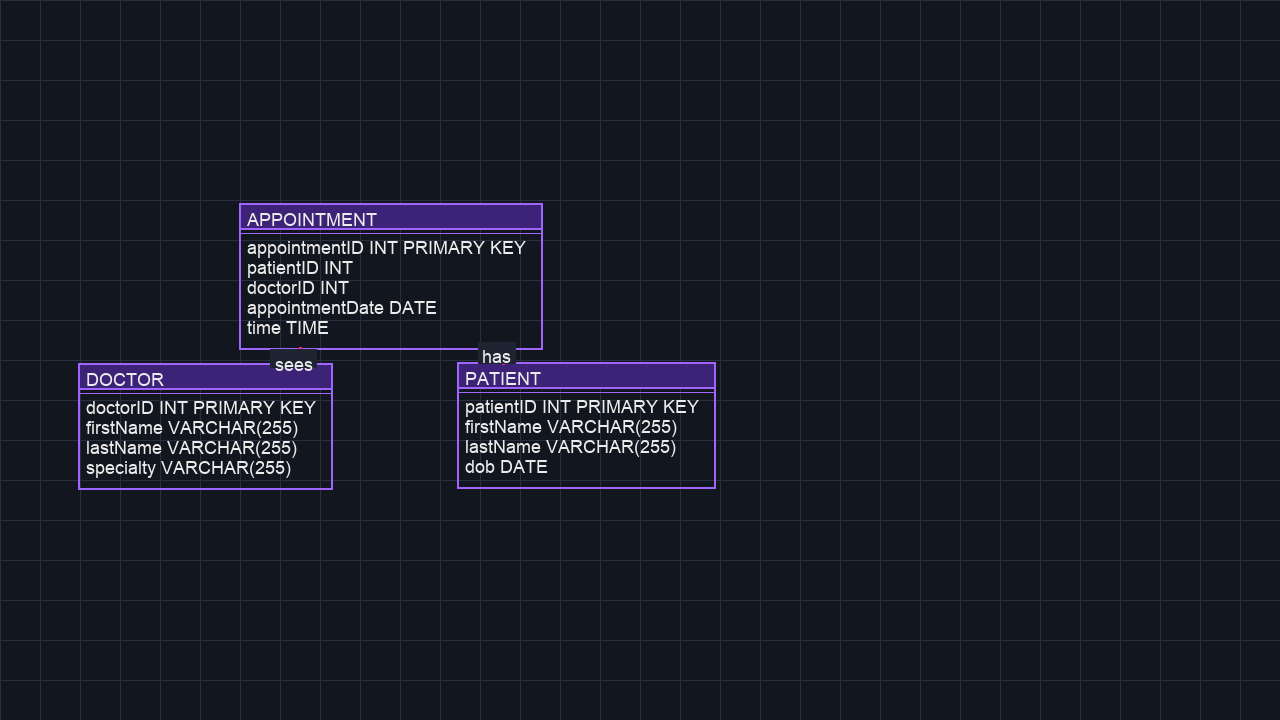 APPOINTMENT
appointmentID INT PRIMARY KEY
patientID INT
doctorID INT
appointmentDate DATE
time TIME
sees
has
DOCTOR
doctorID INT PRIMARY KEY
firstName VARCHAR(255)
lastName VARCHAR(255)
specialty VARCHAR(255)
PATIENT
patientID INT PRIMARY KEY
firstName VARCHAR(255)
lastName VARCHAR(255)
dob DATE